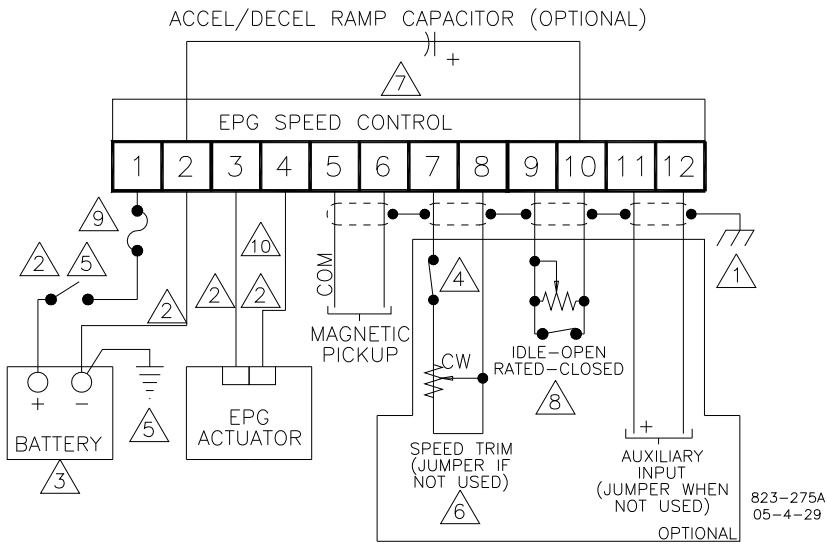 ACCEL/DECEL RAMP CAPACITOR (OPTIONAL)
+
7
EPG SPEED CONTROL
1 2 3 4 5 6 7 8 9 10 11 12
9
10
2 5
2
2 2
COM
4
1
MAGNETIC
PICKUP
IDLE-OPEN
RATED-CLOSED
8
CW
+ -
5
BATTERY
3
EPG
ACTUATOR
SPEED TRIM
(JUMPER IF
NOT USED)
6
+
AUXILIARY
INPUT
(JUMPER WHEN
NOT USED)
OPTIONAL
823-275A
05-4-29